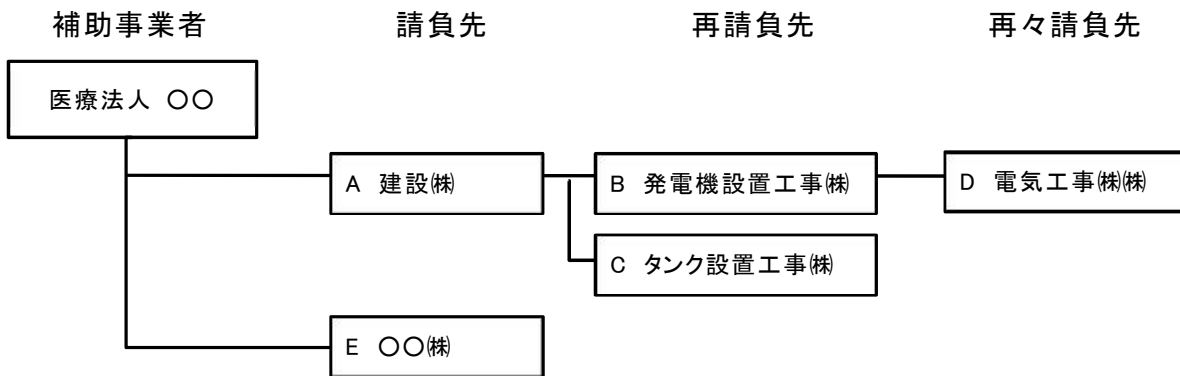 補助事業者 請負先 再請負先 再々請負先
医療法人 〇〇
A 建設㈱ B 発電機設置工事㈱ D 電気工事㈱㈱
C タンク設置工事㈱
E 〇〇㈱